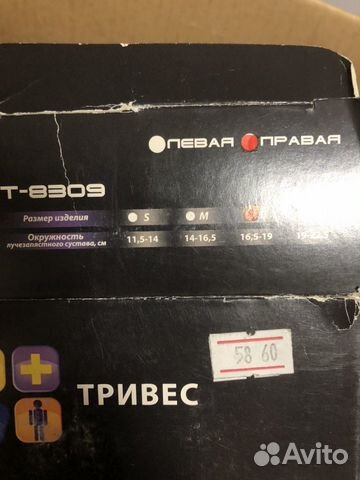 ЛЕВАЯ ПРАВАЯ
Т-8309
Размер изделия S M
Окружность
лучезапястного сустава, см 11,5-14 14-16,5 16,5-19
58 60
ТРИВЕС
Avito